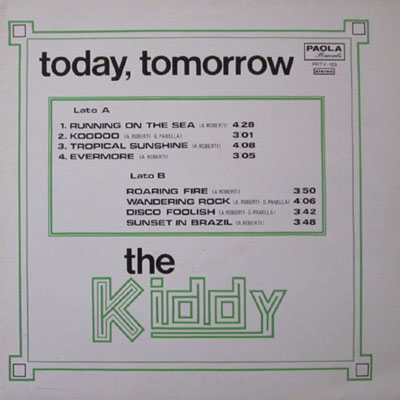 today, tomorrow
PAOLA
Records
stereo
Lato A
1. RUNNING ON THE SEA (A. ROBERTI) 4.28
2. KOODOO (A. ROBERTI - G. PANELLA) 3.01
3. TROPICAL SUNSHINE (A. ROBERTI) 4.08
4. EVERMORE (A. ROBERTI) 3.05
Lato B
ROARING FIRE (A. ROBERTI) 3.50
WANDERING ROCK (A. ROBERTI - G. PANELLA) 4.06
DISCO FOOLISH (A. ROBERTI - G. PANELLA) 3.42
SUNSET IN BRAZIL (A. ROBERTI) 3.48
the
Kiddy